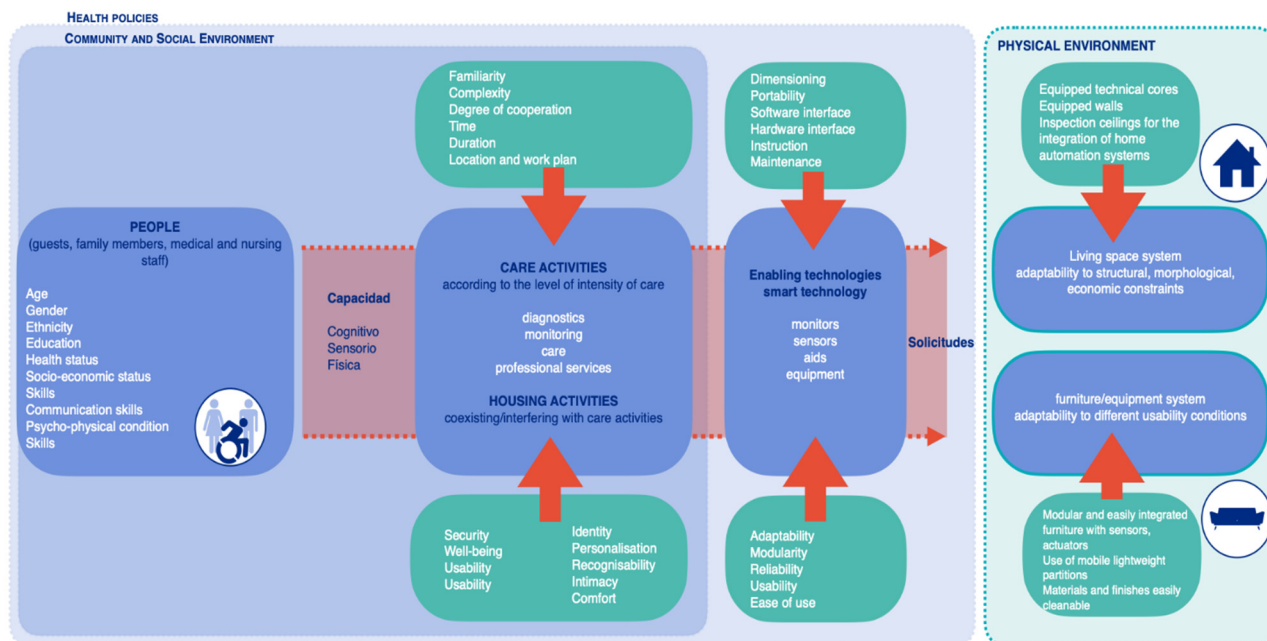 HEALTH POLICIES
COMMUNITY AND SOCIAL ENVIRONMENT
PEOPLE
(guests, family members, medical and nursing
staff)
Age
Gender
Ethnicity
Education
Health status
Socio-economic status
Skills
Communication skills
Psycho-physical condition
Skills
Capacidad
Cognitivo
Sensorio
Física
Familiarity
Complexity
Degree of cooperation
Time
Duration
Location and work plan
CARE ACTIVITIES
according to the level of intensity of care
diagnostics
monitoring
care
professional services
HOUSING ACTIVITIES
coexisting/interfering with care activities
Security
Well-being
Usability
Usability
Identity
Personalisation
Recognisability
Intimacy
Comfort
Dimensioning
Portability
Software interface
Hardware interface
Instruction
Maintenance
Enabling technologies
smart technology
monitors
sensors
aids
equipment
Adaptability
Modularity
Reliability
Usability
Ease of use
Solicitudes
PHYSICAL ENVIRONMENT
Equipped technical cores
Equipped walls
Inspection ceilings for the
integration of home
automation systems
Living space system
adaptability to structural, morphological,
economic constraints
furniture/equipment system
adaptability to different usability conditions
Modular and easily integrated
furniture with sensors,
actuators
Use of mobile lightweight
partitions
Materials and finishes easily
cleanable